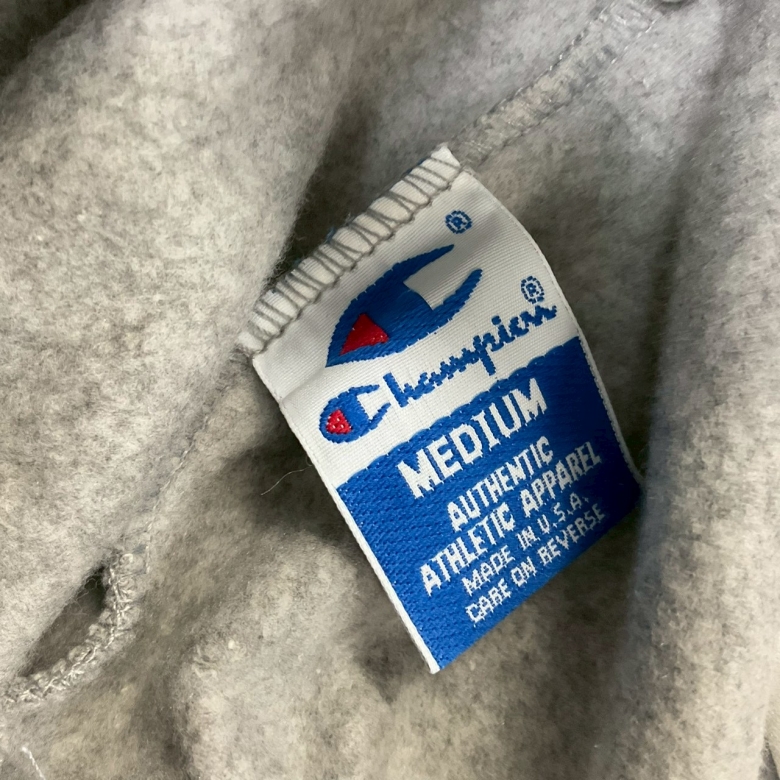 ®
Champion®
MEDIUM
AUTHENTIC
ATHLETIC APPAREL
MADE IN U.S.A.
CARE ON REVERSE